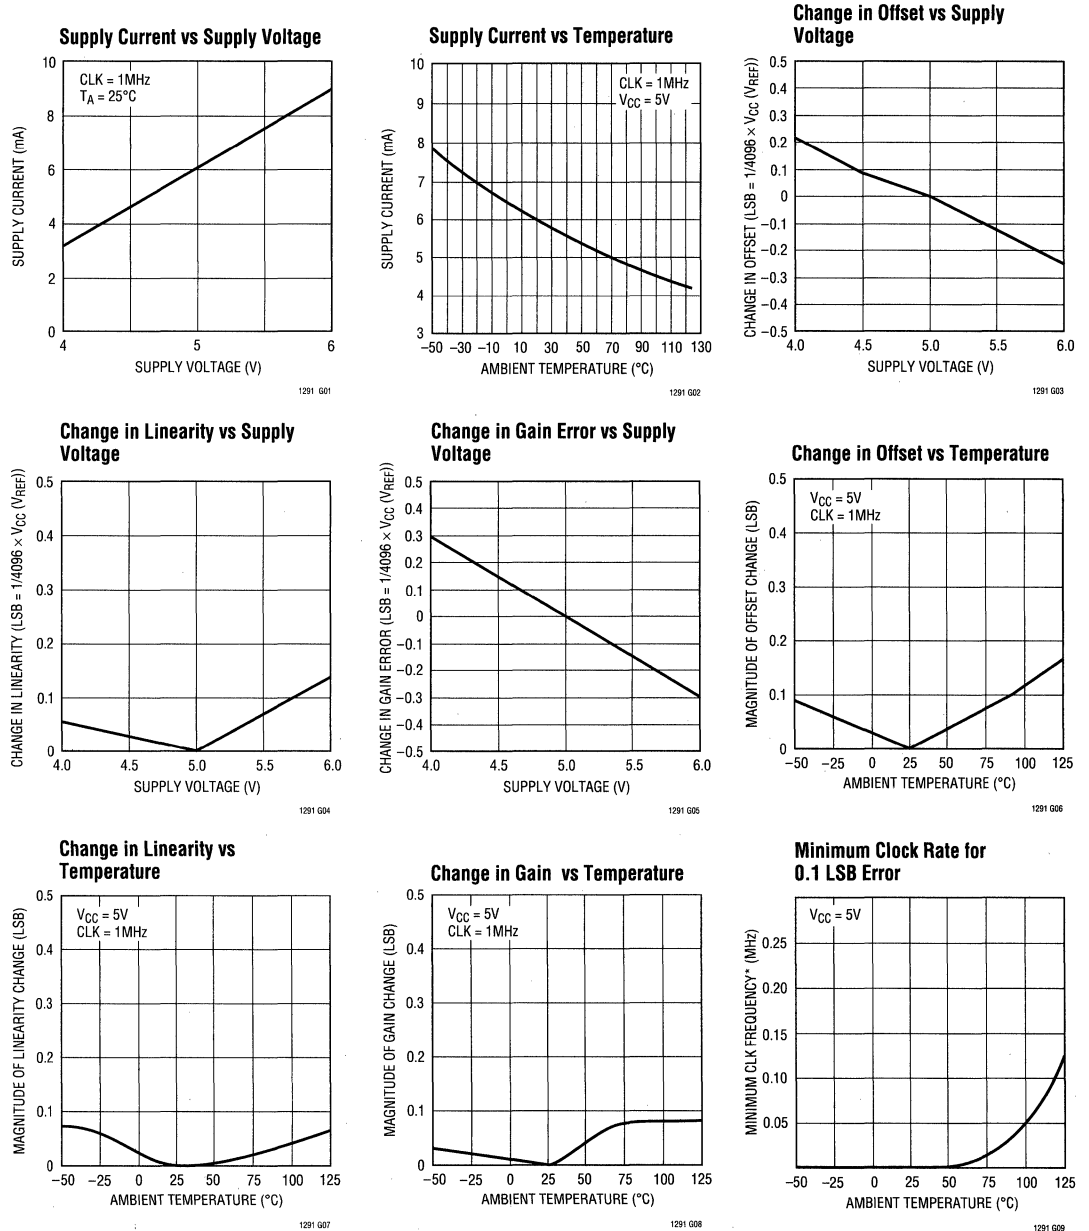 Supply Current vs Supply Voltage
10
8
6
4
2
0
SUPPLY CURRENT (mA)
CLK = 1MHz
TA = 25°C
4
5
6
SUPPLY VOLTAGE (V)
1291 G01
Supply Current vs Temperature
10
9
8
7
6
5
4
3
SUPPLY CURRENT (mA)
CLK = 1MHz
VCC = 5V
–50 –30 –10 10 30 50 70 90 110 130
AMBIENT TEMPERATURE (°C)
1291 G02
Change in Offset vs Supply
Voltage
0.5
0.4
0.3
0.2
0.1
0
–0.1
–0.2
–0.3
–0.4
–0.5
CHANGE IN OFFSET (LSB = 1/4096 × VCC (VREF))
4.0 4.5 5.0 5.5 6.0
SUPPLY VOLTAGE (V)
1291 G03
Change in Linearity vs Supply
Voltage
0.5
0.4
0.3
0.2
0.1
0
CHANGE IN LINEARITY (LSB = 1/4096 × VCC (VREF))
4.0 4.5 5.0 5.5 6.0
SUPPLY VOLTAGE (V)
1291 G04
Change in Gain Error vs Supply
Voltage
0.5
0.4
0.3
0.2
0.1
0
–0.1
–0.2
–0.3
–0.4
–0.5
CHANGE IN GAIN ERROR (LSB = 1/4096 × VCC (VREF))
4.0 4.5 5.0 5.5 6.0
SUPPLY VOLTAGE (V)
1291 G05
Change in Offset vs Temperature
0.5
0.4
0.3
0.2
0.1
0
MAGNITUDE OF OFFSET CHANGE (LSB)
VCC = 5V
CLK = 1MHz
–50 –25 0 25 50 75 100 125
AMBIENT TEMPERATURE (°C)
1291 G06
Change in Linearity vs
Temperature
0.5
0.4
0.3
0.2
0.1
0
MAGNITUDE OF LINEARITY CHANGE (LSB)
VCC = 5V
CLK = 1MHz
–50 –25 0 25 50 75 100 125
AMBIENT TEMPERATURE (°C)
1291 G07
Change in Gain vs Temperature
0.5
0.4
0.3
0.2
0.1
0
MAGNITUDE OF GAIN CHANGE (LSB)
VCC = 5V
CLK = 1MHz
–50 –25 0 25 50 75 100 125
AMBIENT TEMPERATURE (°C)
1291 G08
Minimum Clock Rate for
0.1 LSB Error
0.25
0.20
0.15
0.10
0.05
MINIMUM CLK FREQUENCY* (MHz)
VCC = 5V
–50 –25 0 25 50 75 100 125
AMBIENT TEMPERATURE (°C)
1291 G09